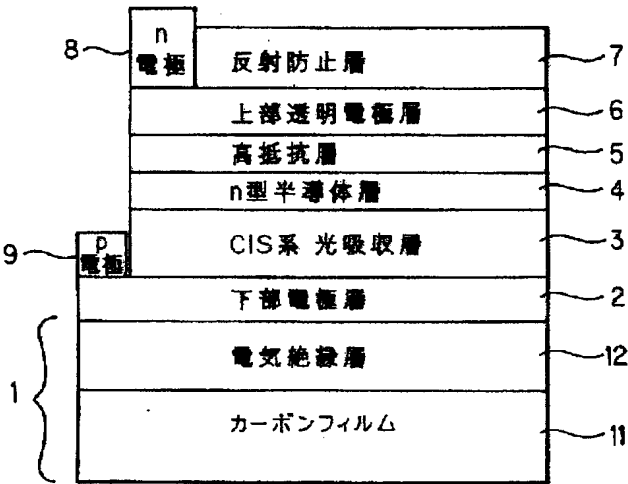 n
電極
8
反射防止層
7
上部透明電極層
6
高抵抗層
5
n型半導体層
4
p
電極
9
CIS系 光吸収層
3
下部電極層
2
1
電気絶縁層
12
カーボンフィルム
11